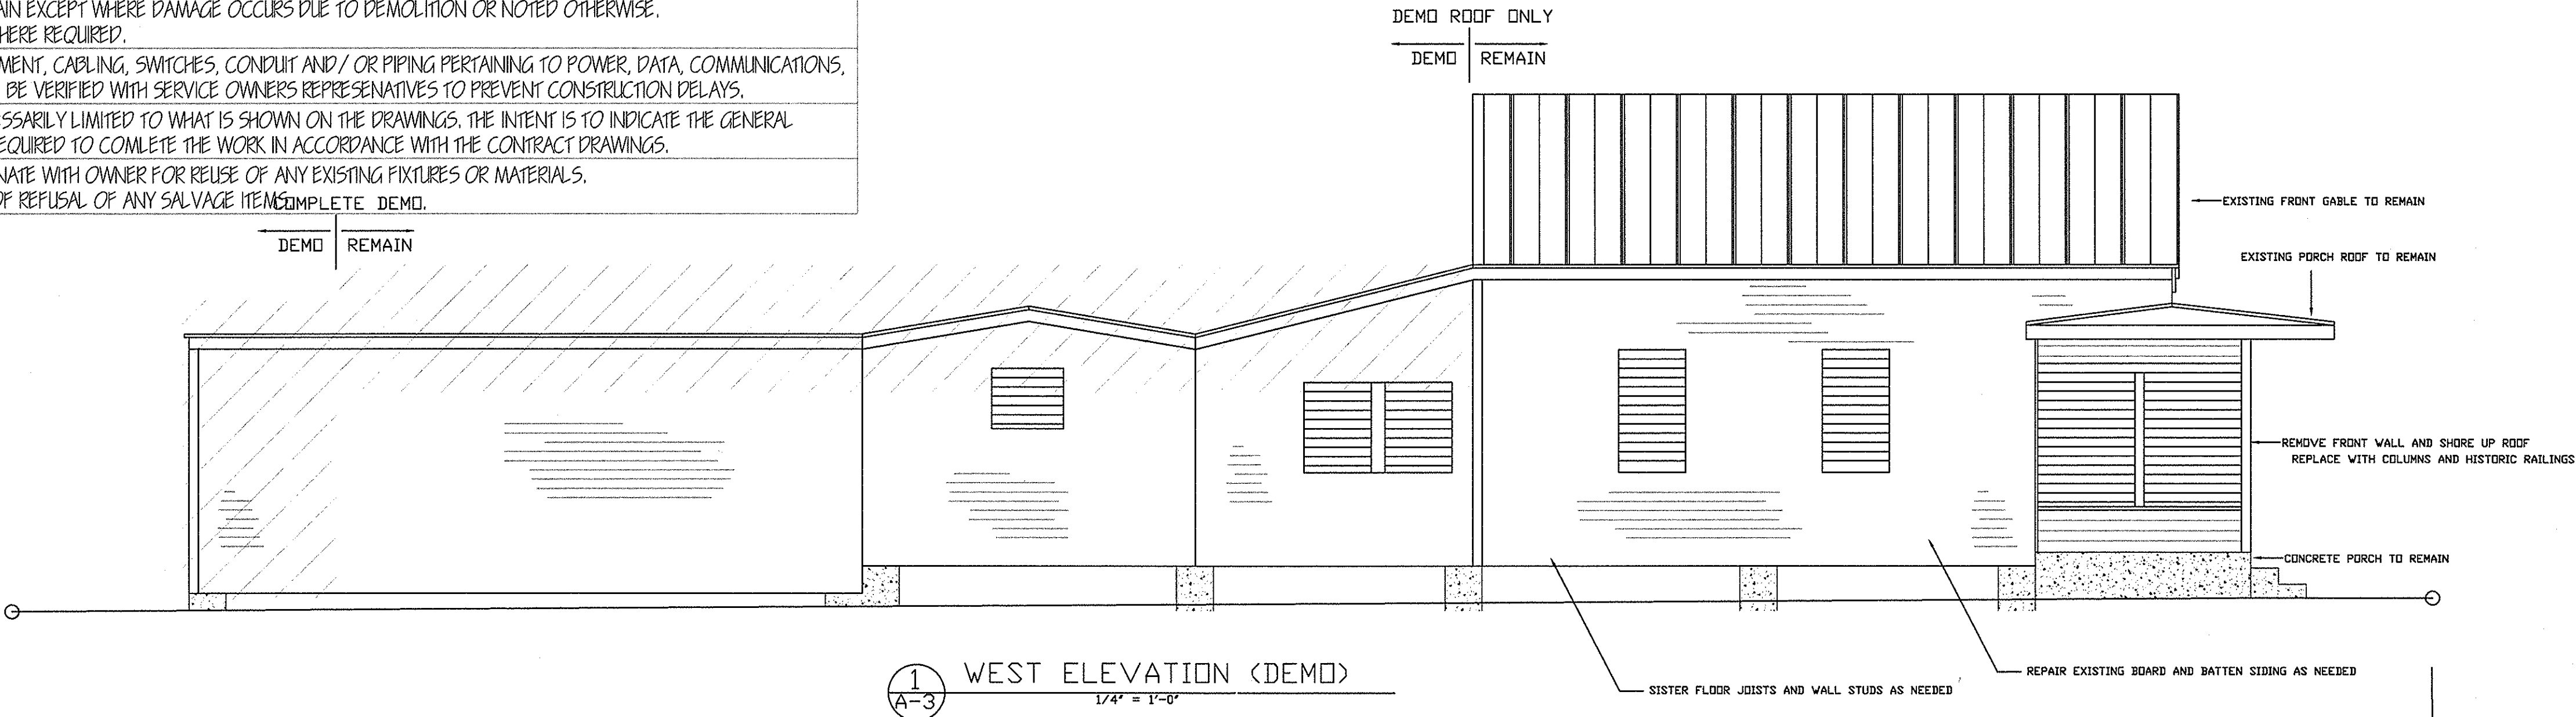 AIN EXCEPT WHERE DAMAGE OCCURS DUE TO DEMOLITION OR NOTED OTHERWISE.
HERE REQUIRED.
MENT, CABLING, SWITCHES, CONDUIT AND/ OR PIPING PERTAINING TO POWER, DATA, COMMUNICATIONS,
BE VERIFIED WITH SERVICE OWNERS REPRESENATIVES TO PREVENT CONSTRUCTION DELAYS.
SSARILY LIMITED TO WHAT IS SHOWN ON THE DRAWINGS. THE INTENT IS TO INDICATE THE GENERAL
EQUIRED TO COMLETE THE WORK IN ACCORDANCE WITH THE CONTRACT DRAWINGS.
NATE WITH OWNER FOR REUSE OF ANY EXISTING FIXTURES OR MATERIALS.
OF REFUSAL OF ANY SALVAGE ITEMS.
COMPLETE DEMO.
DEMO REMAIN
DEMO ROOF ONLY
DEMO REMAIN
EXISTING FRONT GABLE TO REMAIN
EXISTING PORCH ROOF TO REMAIN
REMOVE FRONT WALL AND SHORE UP ROOF
REPLACE WITH COLUMNS AND HISTORIC RAILINGS
CONCRETE PORCH TO REMAIN
REPAIR EXISTING BOARD AND BATTEN SIDING AS NEEDED
SISTER FLOOR JOISTS AND WALL STUDS AS NEEDED
1
A-3
WEST ELEVATION (DEMO)
1/4" = 1'-0"